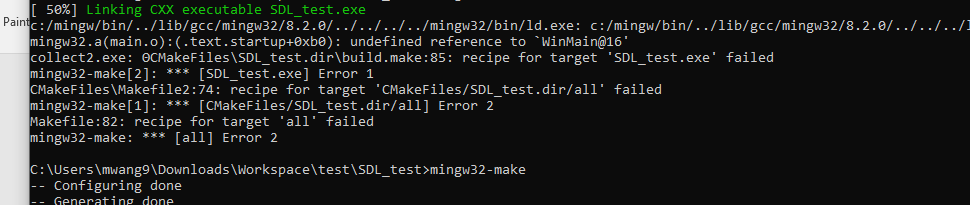 Paint
[ 50%] Linking CXX executable SDL_test.exe
c:/mingw/bin/../lib/gcc/mingw32/8.2.0/../../../../mingw32/bin/ld.exe: c:/mingw/bin/../lib/gcc/mingw32/8.2.0/../../../l
mingw32.a(main.o):(.text.startup+0xb0): undefined reference to `WinMain@16'
collect2.exe: 0CMakeFiles\SDL_test.dir\build.make:85: recipe for target 'SDL_test.exe' failed
mingw32-make[2]: *** [SDL_test.exe] Error 1
CMakeFiles\Makefile2:74: recipe for target 'CMakeFiles/SDL_test.dir/all' failed
mingw32-make[1]: *** [CMakeFiles/SDL_test.dir/all] Error 2
Makefile:82: recipe for target 'all' failed
mingw32-make: *** [all] Error 2
C:\Users\mwang9\Downloads\Workspace\test\SDL_test>mingw32-make
-- Configuring done
-- Generating done